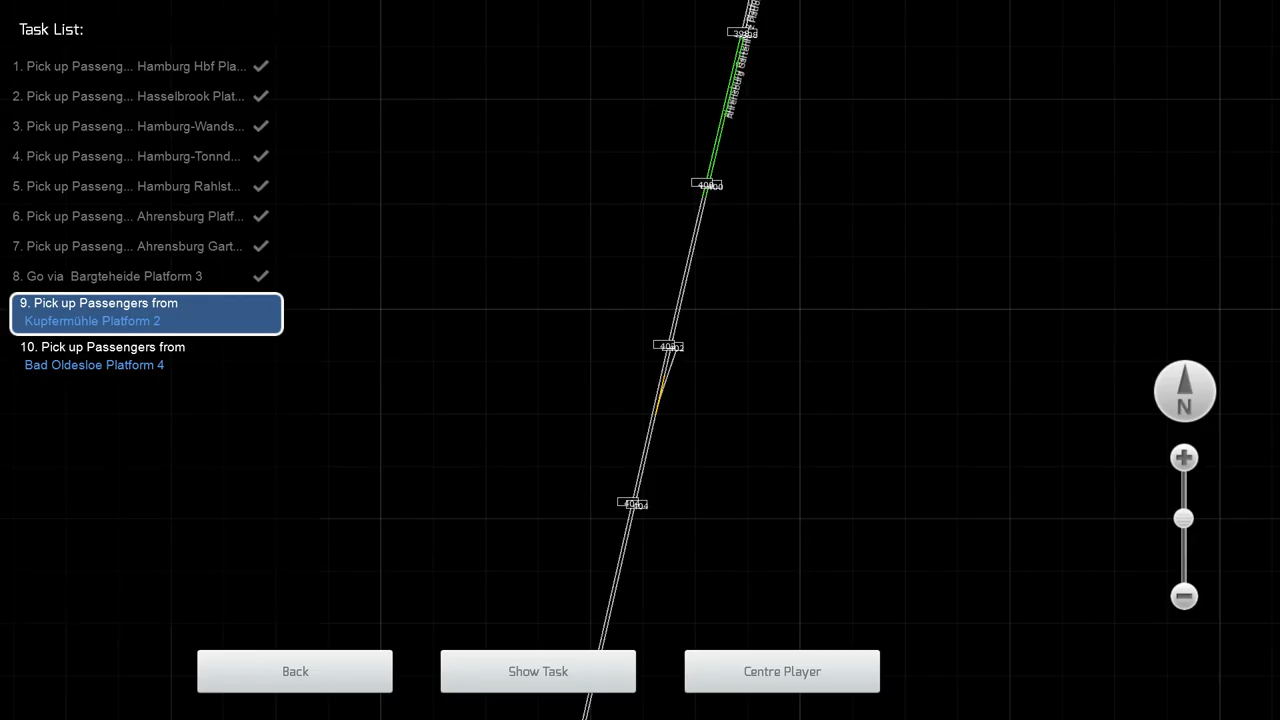 Task List:
1. Pick up Passeng... Hamburg Hbf Pla...
2. Pick up Passeng... Hasselbrook Plat...
3. Pick up Passeng... Hamburg-Wands...
4. Pick up Passeng... Hamburg-Tonnd...
5. Pick up Passeng... Hamburg Rahlst...
6. Pick up Passeng... Ahrensburg Platf...
7. Pick up Passeng... Ahrensburg Gart...
8. Go via  Bargteheide Platform 3
9. Pick up Passengers from
Kupfermühle Platform 2
10. Pick up Passengers from
Bad Oldesloe Platform 4
N
Back
Show Task
Centre Player